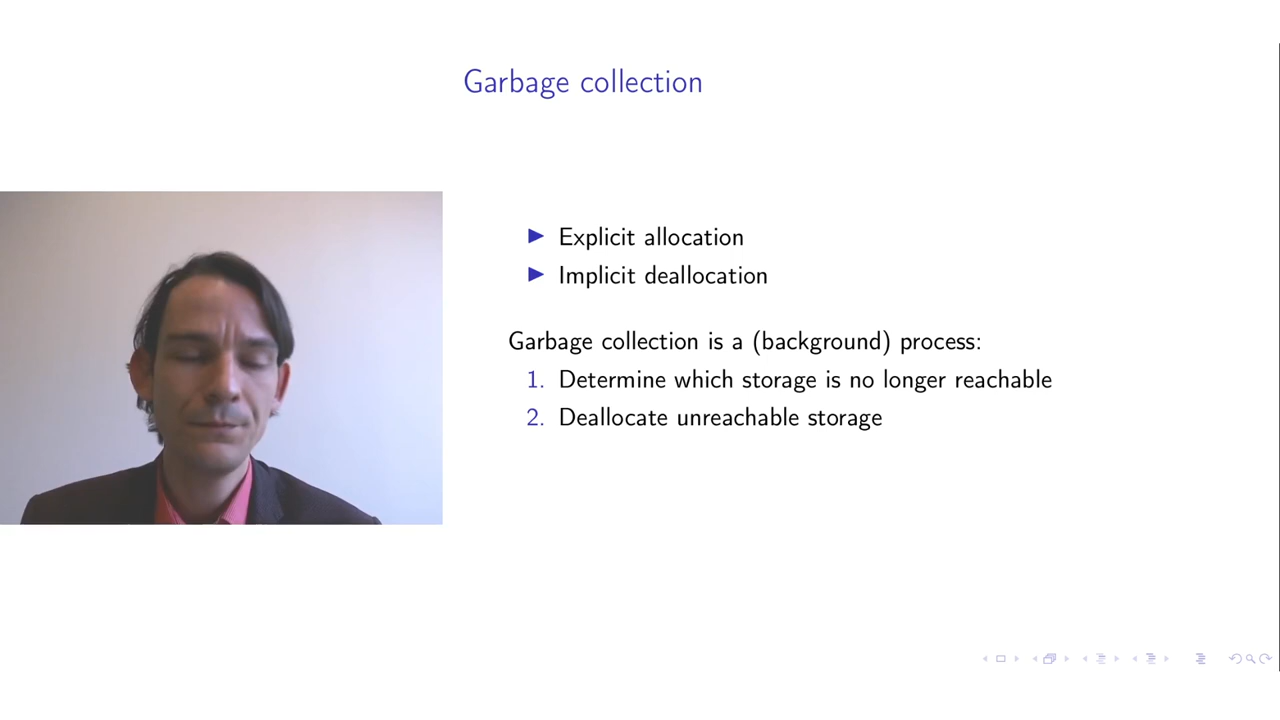 Garbage collection
▶ Explicit allocation
▶ Implicit deallocation
Garbage collection is a (background) process:
1. Determine which storage is no longer reachable
2. Deallocate unreachable storage